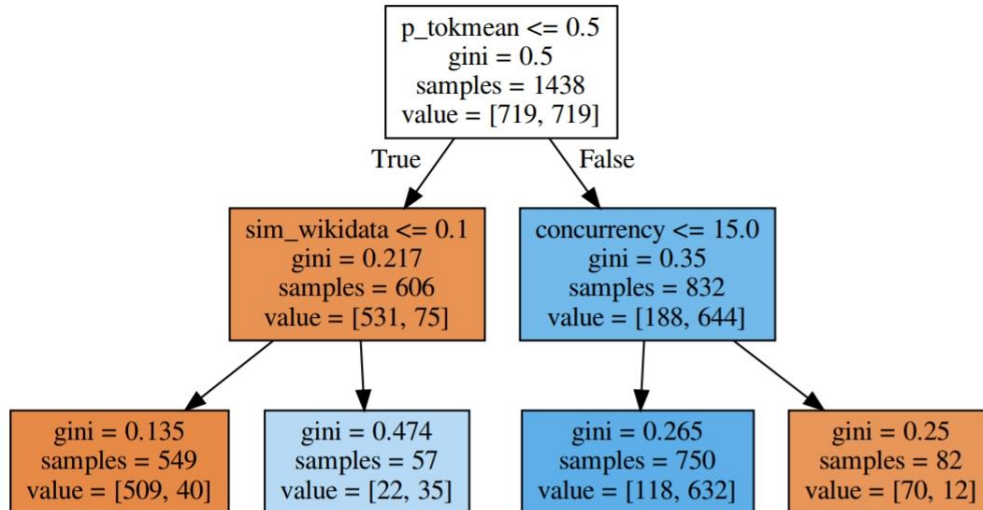 p_tokmean <= 0.5
gini = 0.5
samples = 1438
value = [719, 719]
True
False
sim_wikidata <= 0.1
gini = 0.217
samples = 606
value = [531, 75]
concurrency <= 15.0
gini = 0.35
samples = 832
value = [188, 644]
gini = 0.135
samples = 549
value = [509, 40]
gini = 0.474
samples = 57
value = [22, 35]
gini = 0.265
samples = 750
value = [118, 632]
gini = 0.25
samples = 82
value = [70, 12]